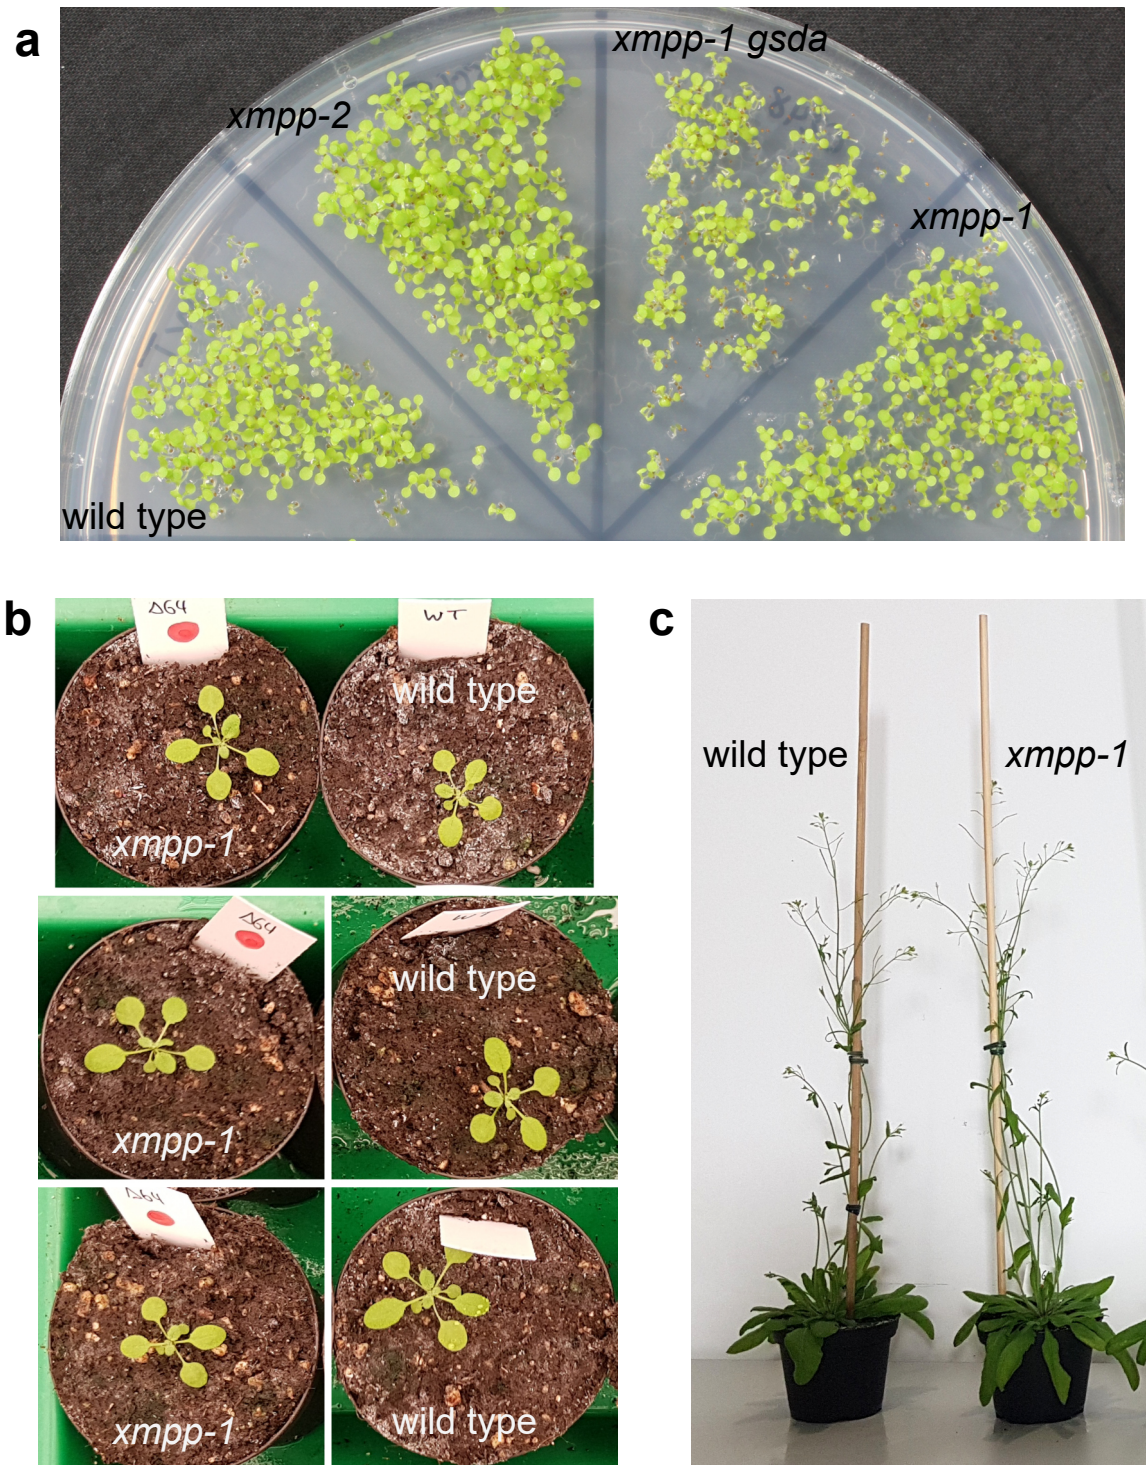 a
xmpp-1 gsda
xmpp-2
xmpp-1
wild type
b
Δ64
WT
wild type
xmpp-1
Δ64
WT
wild type
xmpp-1
Δ64
xmpp-1
wild type
c
wild type
xmpp-1